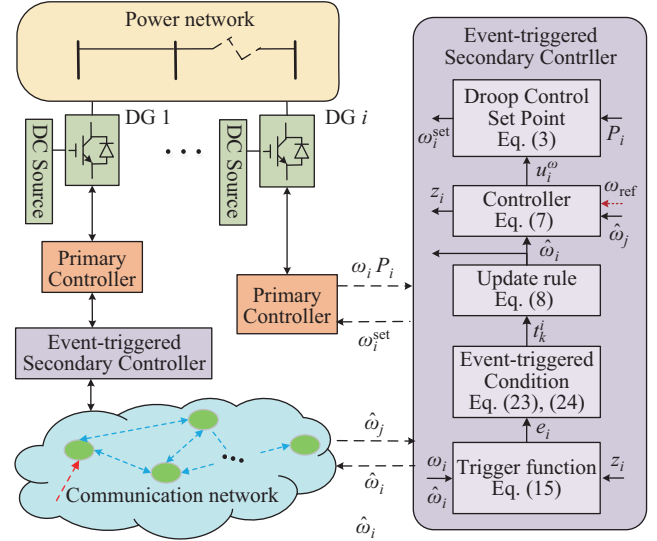 Power network
DG 1
DG i
DC Source
DC Source
Primary
Controller
Primary
Controller
Event-triggered
Secondary Controller
Communication network
ω_i P_i
ω_i^set
ω̂_j
ω̂_i
ω̂_i
Event-triggered
Secondary Contrller
Droop Control
Set Point
Eq. (3)
ω_i^set
P_i
u_i^ω
Controller
Eq. (7)
z_i
ω_ref
ω̂_j
ω̂_i
Update rule
Eq. (8)
t_k^i
Event-triggered
Condition
Eq. (23), (24)
e_i
Trigger function
Eq. (15)
ω_i
ω̂_i
z_i